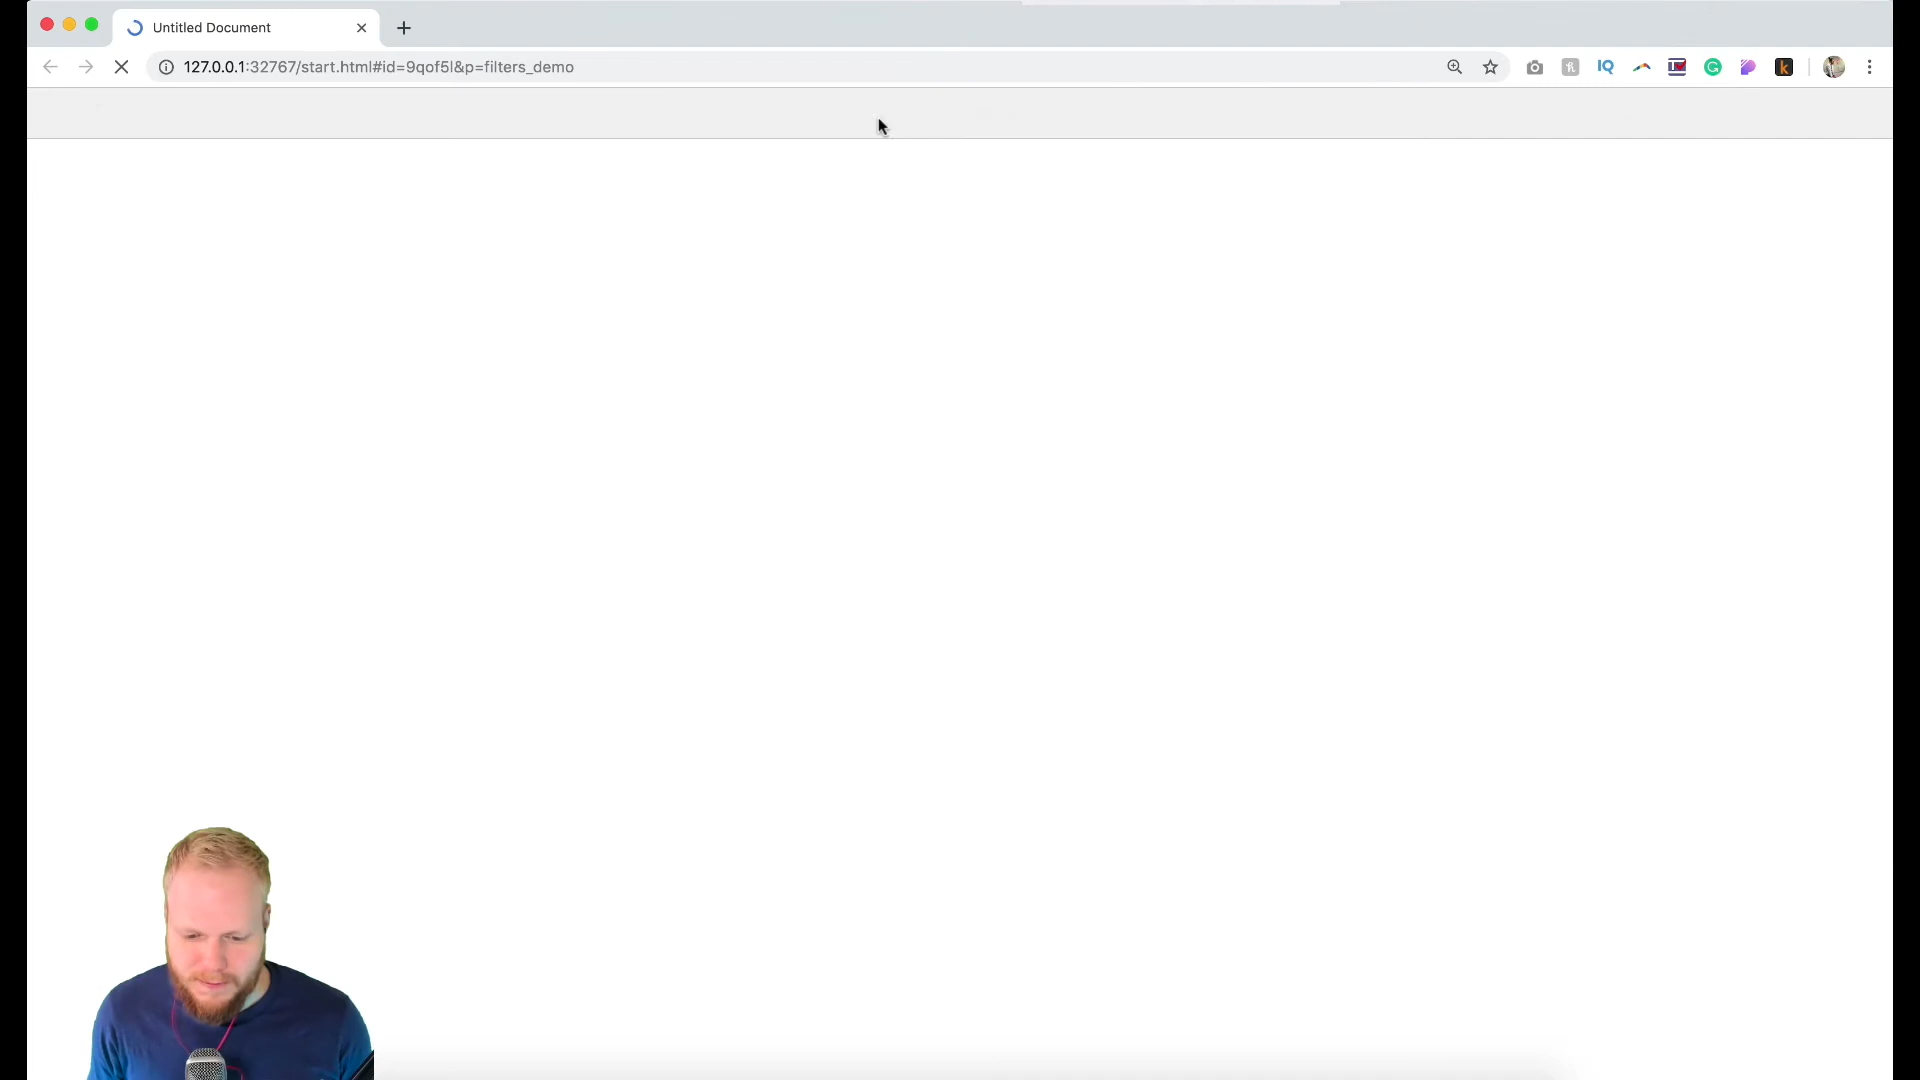 Untitled Document
127.0.0.1:32767/start.html#id=9qof5l&p=filters_demo
IQ
k